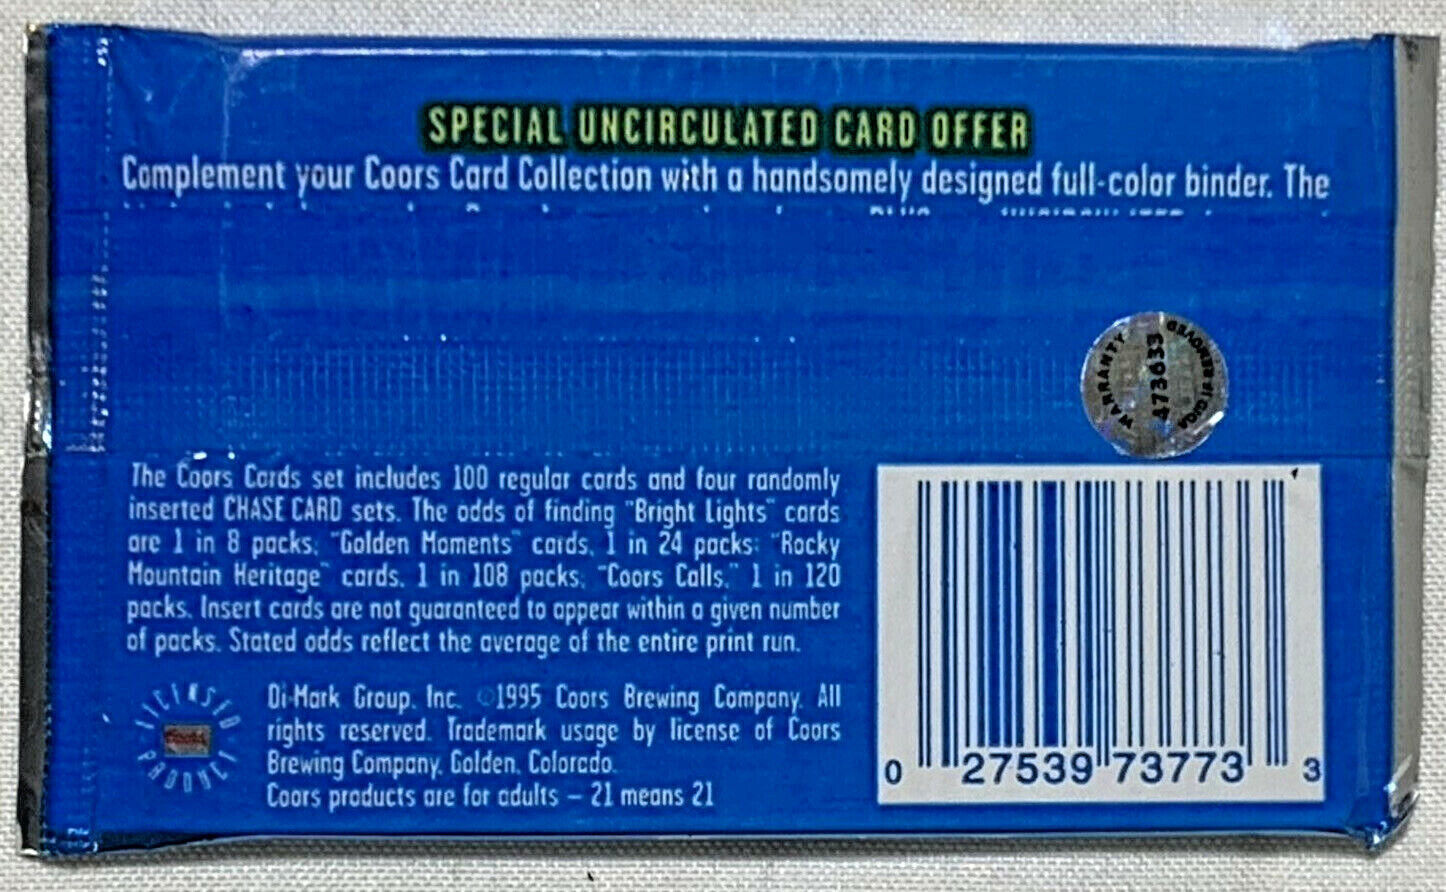 SPECIAL UNCIRCULATED CARD OFFER
Complement your Coors Card Collection with a handsomely designed full-color binder. The
PLUS UNCIRCULATED
WARRANTY
473633
VOID IF REMOVED
The Coors Cards set includes 100 regular cards and four randomly
inserted CHASE CARD sets. The odds of finding "Bright Lights" cards
are 1 in 8 packs; "Golden Moments" cards, 1 in 24 packs; "Rocky
Mountain Heritage" cards, 1 in 108 packs; "Coors Calls," 1 in 120
packs. Insert cards are not guaranteed to appear within a given number
of packs. Stated odds reflect the average of the entire print run.
LICENSED
Coors
PRODUCT
Di-Mark Group, Inc. ©1995 Coors Brewing Company. All
rights reserved. Trademark usage by license of Coors
Brewing Company, Golden, Colorado.
Coors products are for adults – 21 means 21
0 27539 73773 3